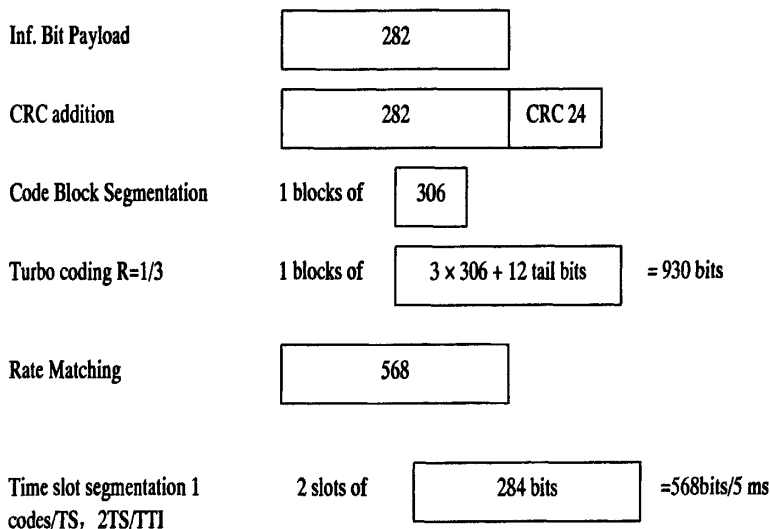 Inf. Bit Payload 282
CRC addition 282 CRC 24
Code Block Segmentation 1 blocks of 306
Turbo coding R=1/3 1 blocks of 3 × 306 + 12 tail bits = 930 bits
Rate Matching 568
Time slot segmentation 1 2 slots of 284 bits =568bits/5 ms
codes/TS, 2TS/TTI